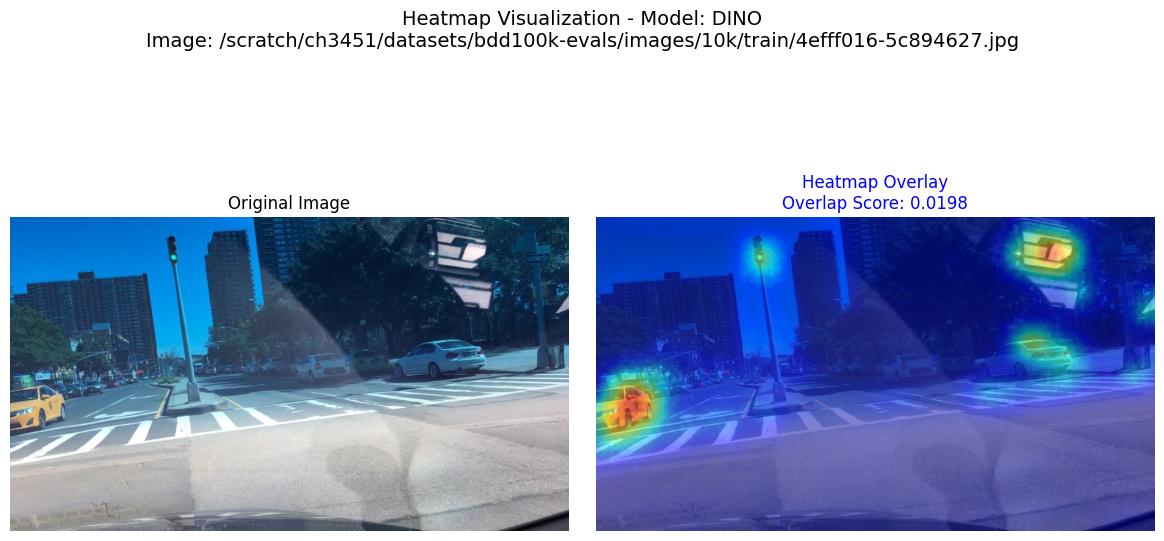 Heatmap Visualization - Model: DINO
Image: /scratch/ch3451/datasets/bdd100k-evals/images/10k/train/4efff016-5c894627.jpg
Original Image
Heatmap Overlay
Overlap Score: 0.0198